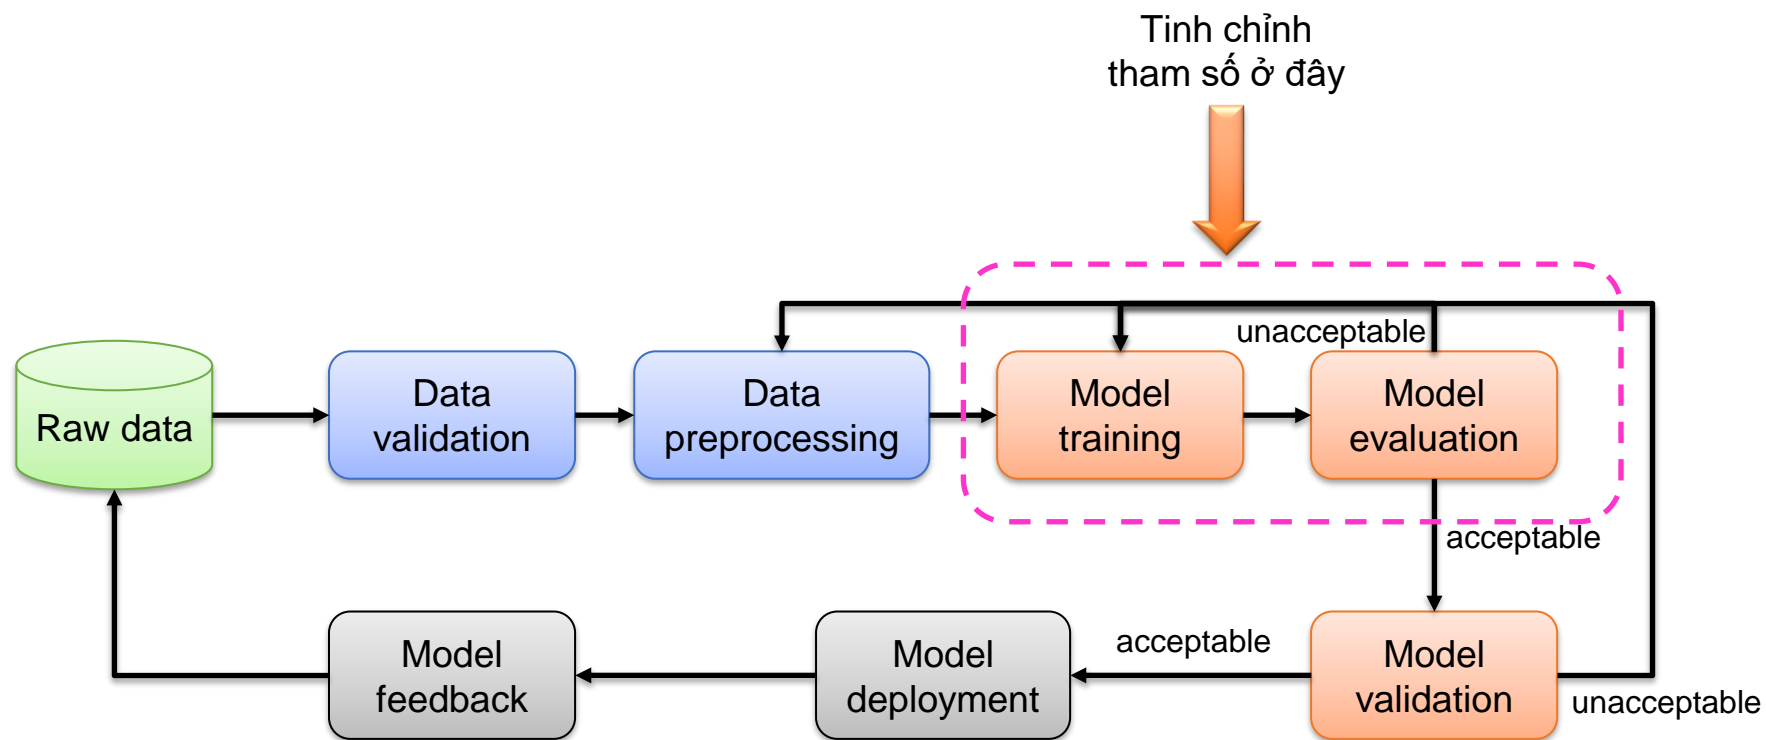 Tinh chỉnh
tham số ở đây
unacceptable
Raw data
Data
validation
Data
preprocessing
Model
training
Model
evaluation
acceptable
Model
feedback
Model
deployment
acceptable
Model
validation
unacceptable